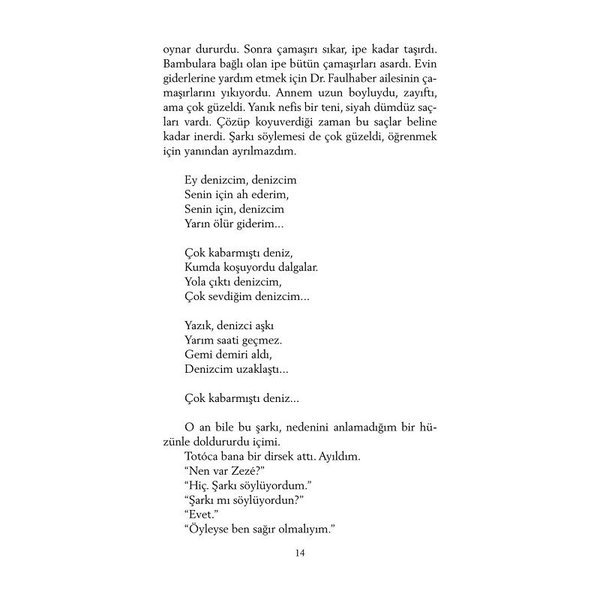 oynar dururdu. Sonra çamaşırı sıkar, ipe kadar taşırdı.
Bambulara bağlı olan ipe bütün çamaşırları asardı. Evin
giderlerine yardım etmek için Dr. Faulhaber ailesinin ça-
maşırlarını yıkıyordu. Annem uzun boyluydu, zayıftı,
ama çok güzeldi. Yanık nefis bir teni, siyah dümdüz saç-
ları vardı. Çözüp koyuverdiği zaman bu saçlar beline
kadar inerdi. Şarkı söylemesi de çok güzeldi, öğrenmek
için yanından ayrılmazdım.
Ey denizcim, denizcim
Senin için ah ederim,
Senin için, denizcim
Yarın ölür giderim...
Çok kabarmıştı deniz,
Kumda koşuyordu dalgalar.
Yola çıktı denizcim,
Çok sevdiğim denizcim...
Yazık, denizci aşkı
Yarım saati geçmez.
Gemi demiri aldı,
Denizcim uzaklaştı...
Çok kabarmıştı deniz...
O an bile bu şarkı, nedenini anlamadığım bir hü-
zünle doldururdu içimi.
Totóca bana bir dirsek attı. Ayıldım.
“Nen var Zezé?”
“Hiç. Şarkı söylüyordum.”
“Şarkı mı söylüyordun?”
“Evet.”
“Öyleyse ben sağır olmalıyım.”
14